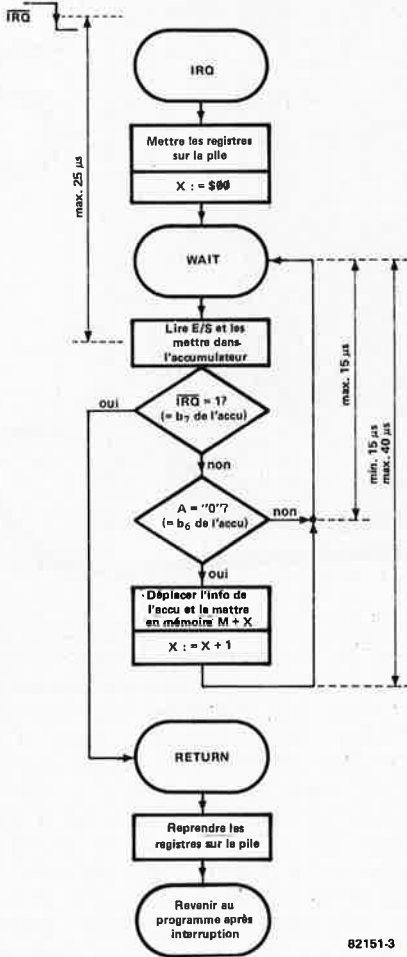 IRQ
IRQ
Mettre les registres
sur la pile
X : = $00
max. 25 µs
WAIT
Lire E/S et les
mettre dans
l'accumulateur
max. 15 µs
min. 15 µs
max. 40 µs
oui
IRQ = 1?
(= b7 de l'accu)
non
A = "0"?
(= b6 de l'accu)
non
oui
Déplacer l'info de
l'accu et la mettre
en mémoire M + X
X : = X + 1
RETURN
Reprendre les
registres sur la pile
Revenir au
programme après
interruption
82151-3